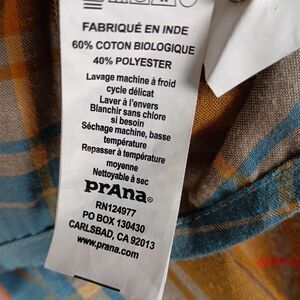 FABRIQUÉ EN INDE
60% COTON BIOLOGIQUE
40% POLYESTER
Lavage machine à froid
cycle délicat
Laver à l'envers
Blanchir sans chlore
si besoin
Séchage machine, basse
température
Repasser à température
moyenne
Nettoyable à sec
prAna®
RN124977
PO BOX 130430
CARLSBAD, CA 92013
www.prana.com